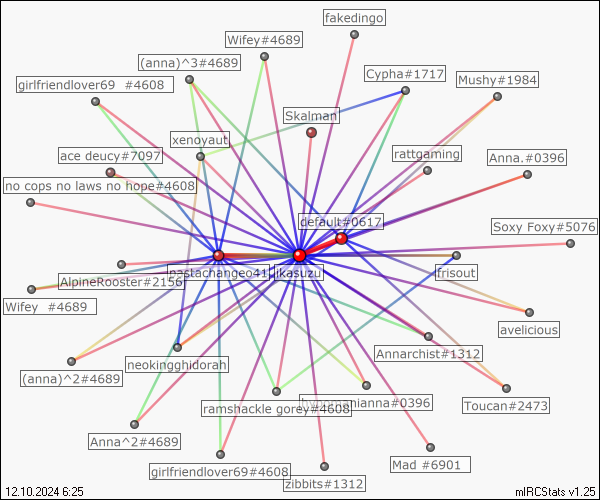 fakedingo
Wifey#4689
(anna)^3#4689
Cypha#1717
girlfriendlover69 #4608
Mushy#1984
Skalman
xenoyaut
ace deucy#7097
rattgaming
Anna.#0396
no cops no laws no hope#4608
default#0617
Soxy Foxy#5076
pastachangeo41
ikasuzu
frisout
AlpineRooster#2156
Wifey #4689
avelicious
Annarchist#1312
neokingghidorah
(anna)^2#4689
hypomanianna#0396
ramshackle gorey#4608
Toucan#2473
Anna^2#4689
girlfriendlover69#4608
Mad #6901
zibbits#1312
12.10.2024 6:25
mIRCStats v1.25